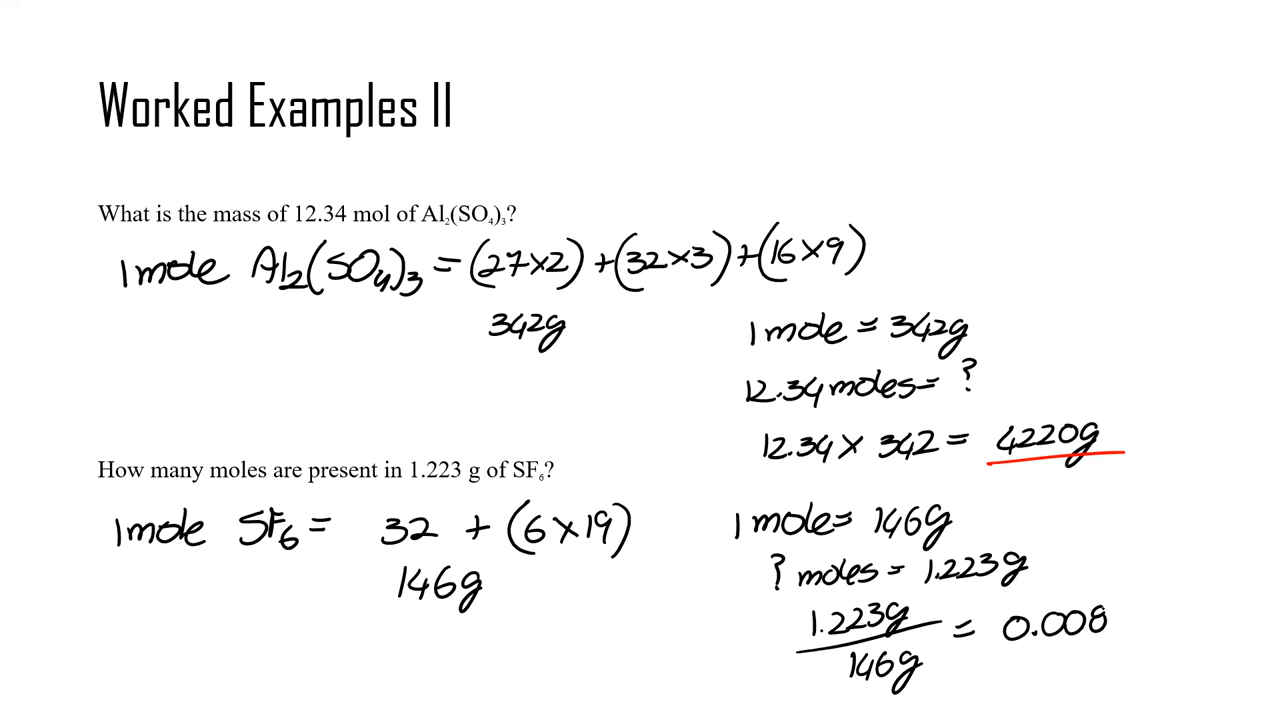 Worked Examples II
What is the mass of 12.34 mol of Al₂(SO₄)₃?
1 mole Al₂(SO₄)₃ = (27×2) + (32×3) + (16×9)
342g
1 mole = 342g
12.34 moles = ?
12.34 × 342 = 4220g
How many moles are present in 1.223 g of SF₆?
1 mole SF₆ = 32 + (6×19)
146g
1 mole = 146g
? moles = 1.223g
1.223g = 0.008
146g